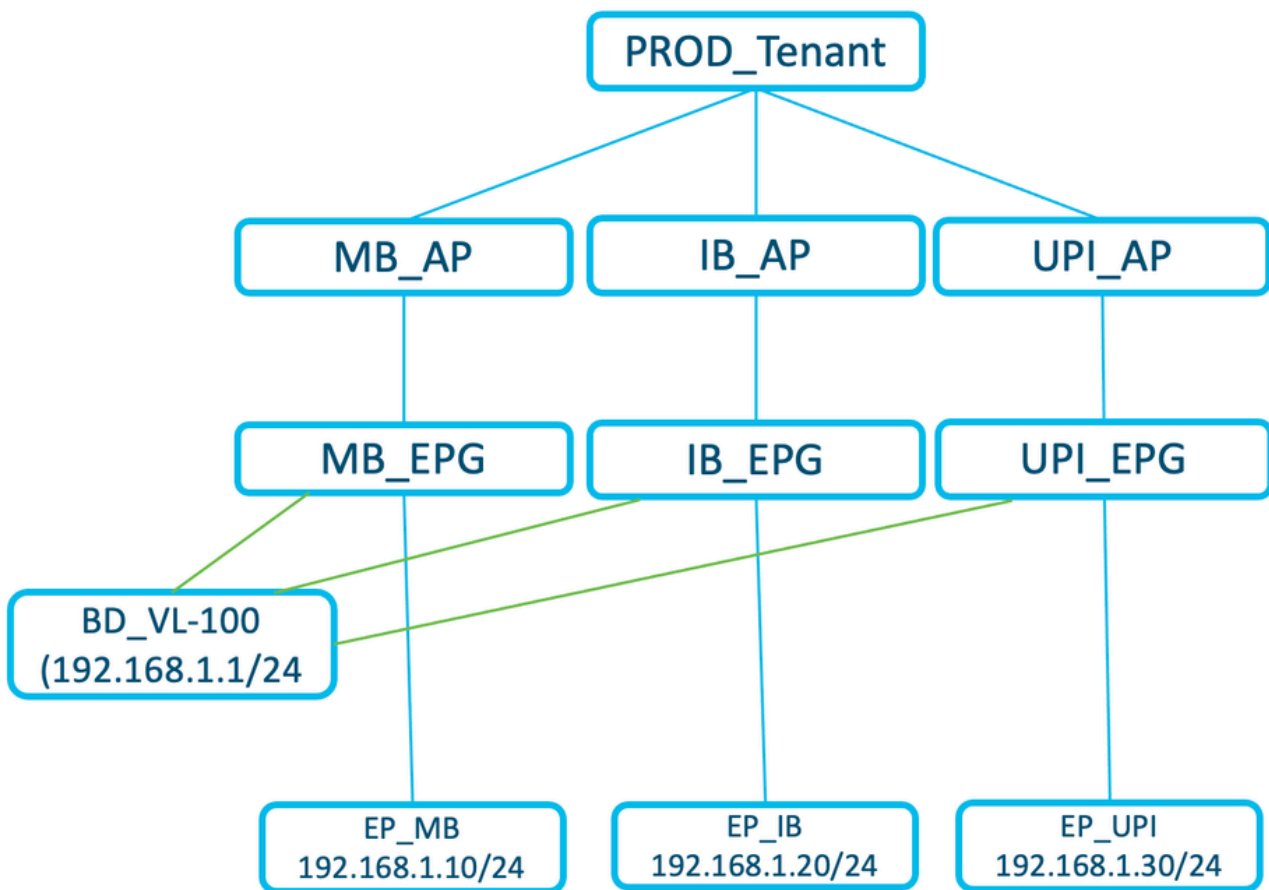 PROD_Tenant
MB_AP
IB_AP
UPI_AP
MB_EPG
IB_EPG
UPI_EPG
BD_VL-100
(192.168.1.1/24
EP_MB
192.168.1.10/24
EP_IB
192.168.1.20/24
EP_UPI
192.168.1.30/24